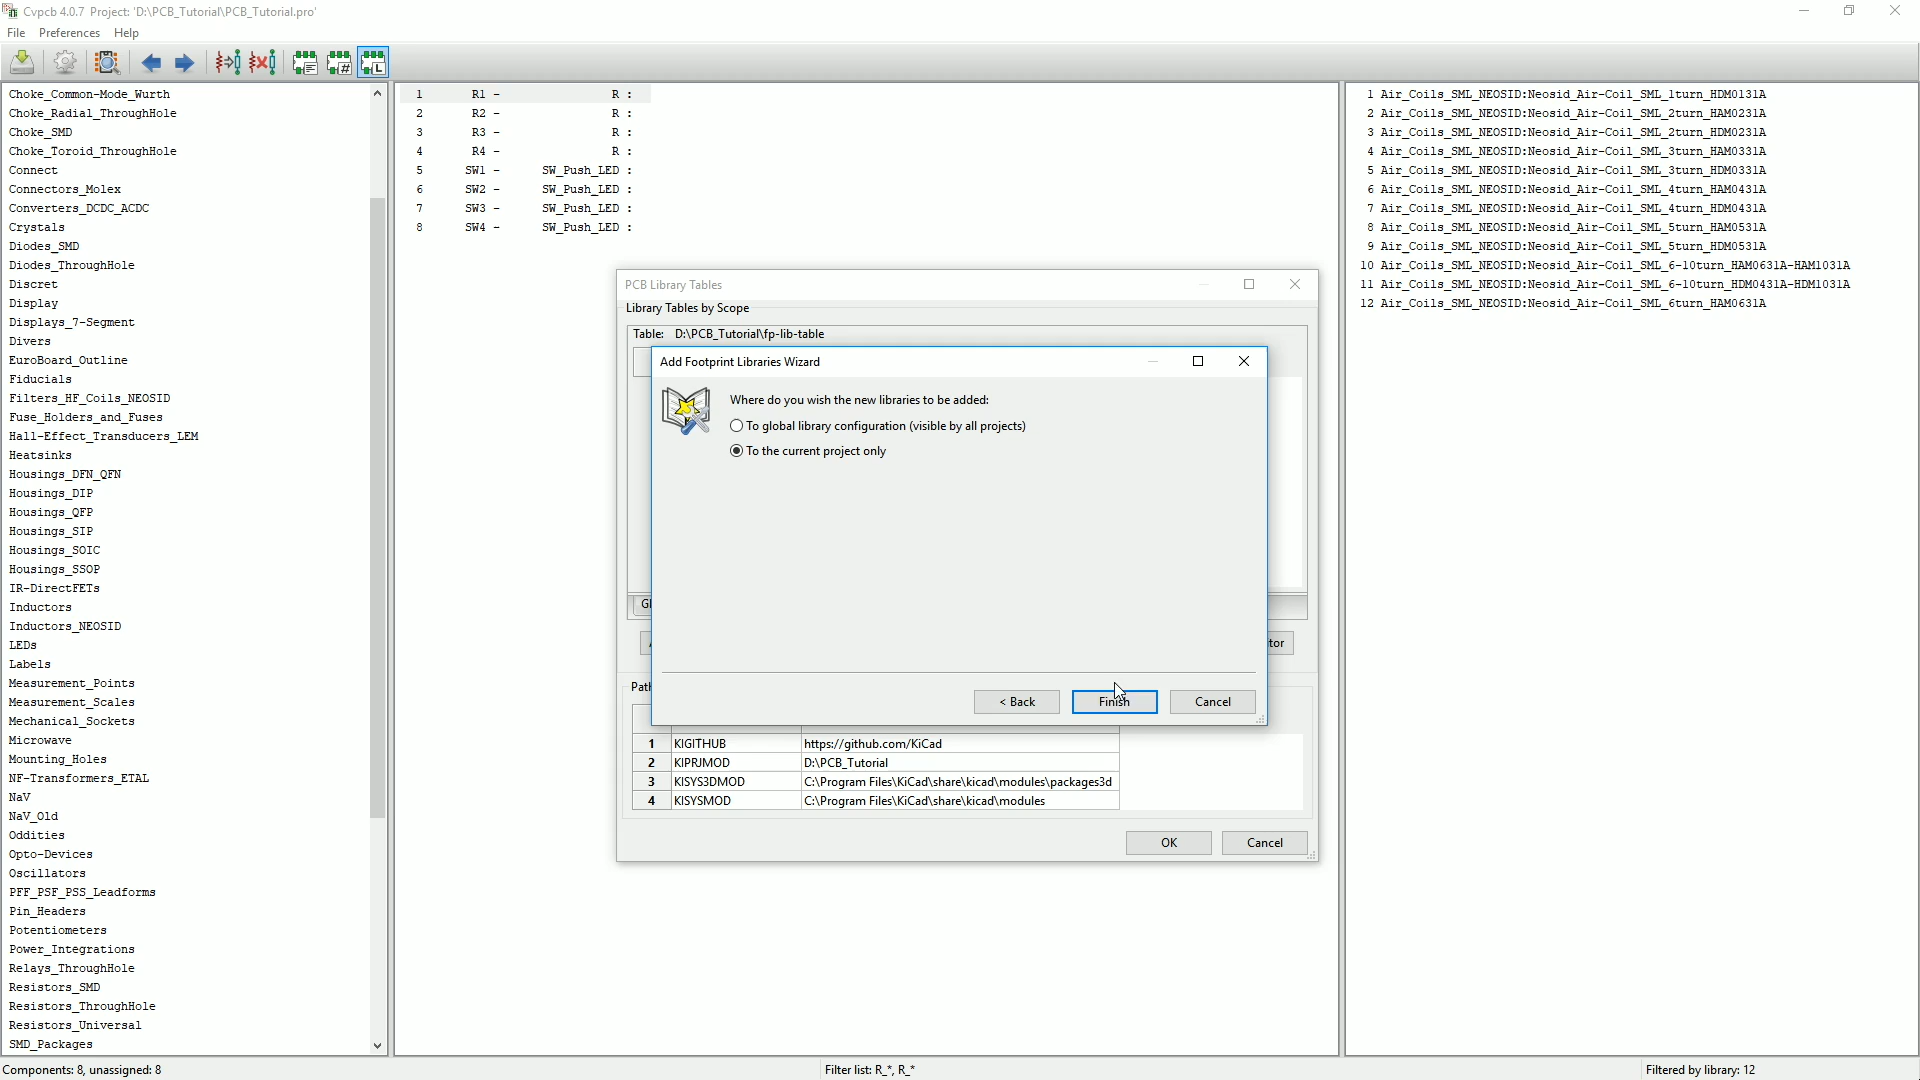 Cvpcb 4.0.7 Project: 'D:\PCB_Tutorial\PCB_Tutorial.pro'
File Preferences Help
Choke_Common-Mode_Wurth
Choke_Radial_ThroughHole
Choke_SMD
Choke_Toroid_ThroughHole
Connect
Connectors_Molex
Converters_DCDC_ACDC
Crystals
Diodes_SMD
Diodes_ThroughHole
Discret
Display
Displays_7-Segment
Divers
EuroBoard_Outline
Fiducials
Filters_HF_Coils_NEOSID
Fuse_Holders_and_Fuses
Hall-Effect_Transducers_LEM
Heatsinks
Housings_DFN_QFN
Housings_DIP
Housings_QFP
Housings_SIP
Housings_SOIC
Housings_SSOP
IR-DirectFETs
Inductors
Inductors_NEOSID
LEDs
Labels
Measurement_Points
Measurement_Scales
Mechanical_Sockets
Microwave
Mounting_Holes
NF-Transformers_ETAL
NaV
NaV_Old
Oddities
Opto-Devices
Oscillators
PFF_PSF_PSS_Leadforms
Pin_Headers
Potentiometers
Power_Integrations
Relays_ThroughHole
Resistors_SMD
Resistors_ThroughHole
Resistors_Universal
SMD_Packages
1 R1 - R :
2 R2 - R :
3 R3 - R :
4 R4 - R :
5 SW1 - SW_Push_LED :
6 SW2 - SW_Push_LED :
7 SW3 - SW_Push_LED :
8 SW4 - SW_Push_LED :
1 Air_Coils_SML_NEOSID:Neosid_Air-Coil_SML_1turn_HDM0131A
2 Air_Coils_SML_NEOSID:Neosid_Air-Coil_SML_2turn_HAM0231A
3 Air_Coils_SML_NEOSID:Neosid_Air-Coil_SML_2turn_HDM0231A
4 Air_Coils_SML_NEOSID:Neosid_Air-Coil_SML_3turn_HAM0331A
5 Air_Coils_SML_NEOSID:Neosid_Air-Coil_SML_3turn_HDM0331A
6 Air_Coils_SML_NEOSID:Neosid_Air-Coil_SML_4turn_HAM0431A
7 Air_Coils_SML_NEOSID:Neosid_Air-Coil_SML_4turn_HDM0431A
8 Air_Coils_SML_NEOSID:Neosid_Air-Coil_SML_5turn_HAM0531A
9 Air_Coils_SML_NEOSID:Neosid_Air-Coil_SML_5turn_HDM0531A
10 Air_Coils_SML_NEOSID:Neosid_Air-Coil_SML_6-10turn_HAM0631A-HAM1031A
11 Air_Coils_SML_NEOSID:Neosid_Air-Coil_SML_6-10turn_HDM0431A-HDM1031A
12 Air_Coils_SML_NEOSID:Neosid_Air-Coil_SML_6turn_HAM0631A
PCB Library Tables
Library Tables by Scope
Table: D:\PCB_Tutorial\fp-lib-table
Add Footprint Libraries Wizard
Where do you wish the new libraries to be added:
To global library configuration (visible by all projects)
To the current project only
Gl
tor
Path
< Back Finish Cancel
1 KIGITHUB https://github.com/KiCad
2 KIPRJMOD D:\PCB_Tutorial
3 KISYS3DMOD C:\Program Files\KiCad\share\kicad\modules\packages3d
4 KISYSMOD C:\Program Files\KiCad\share\kicad\modules
OK Cancel
Components: 8, unassigned: 8
Filter list: R_*, R_*
Filtered by library: 12